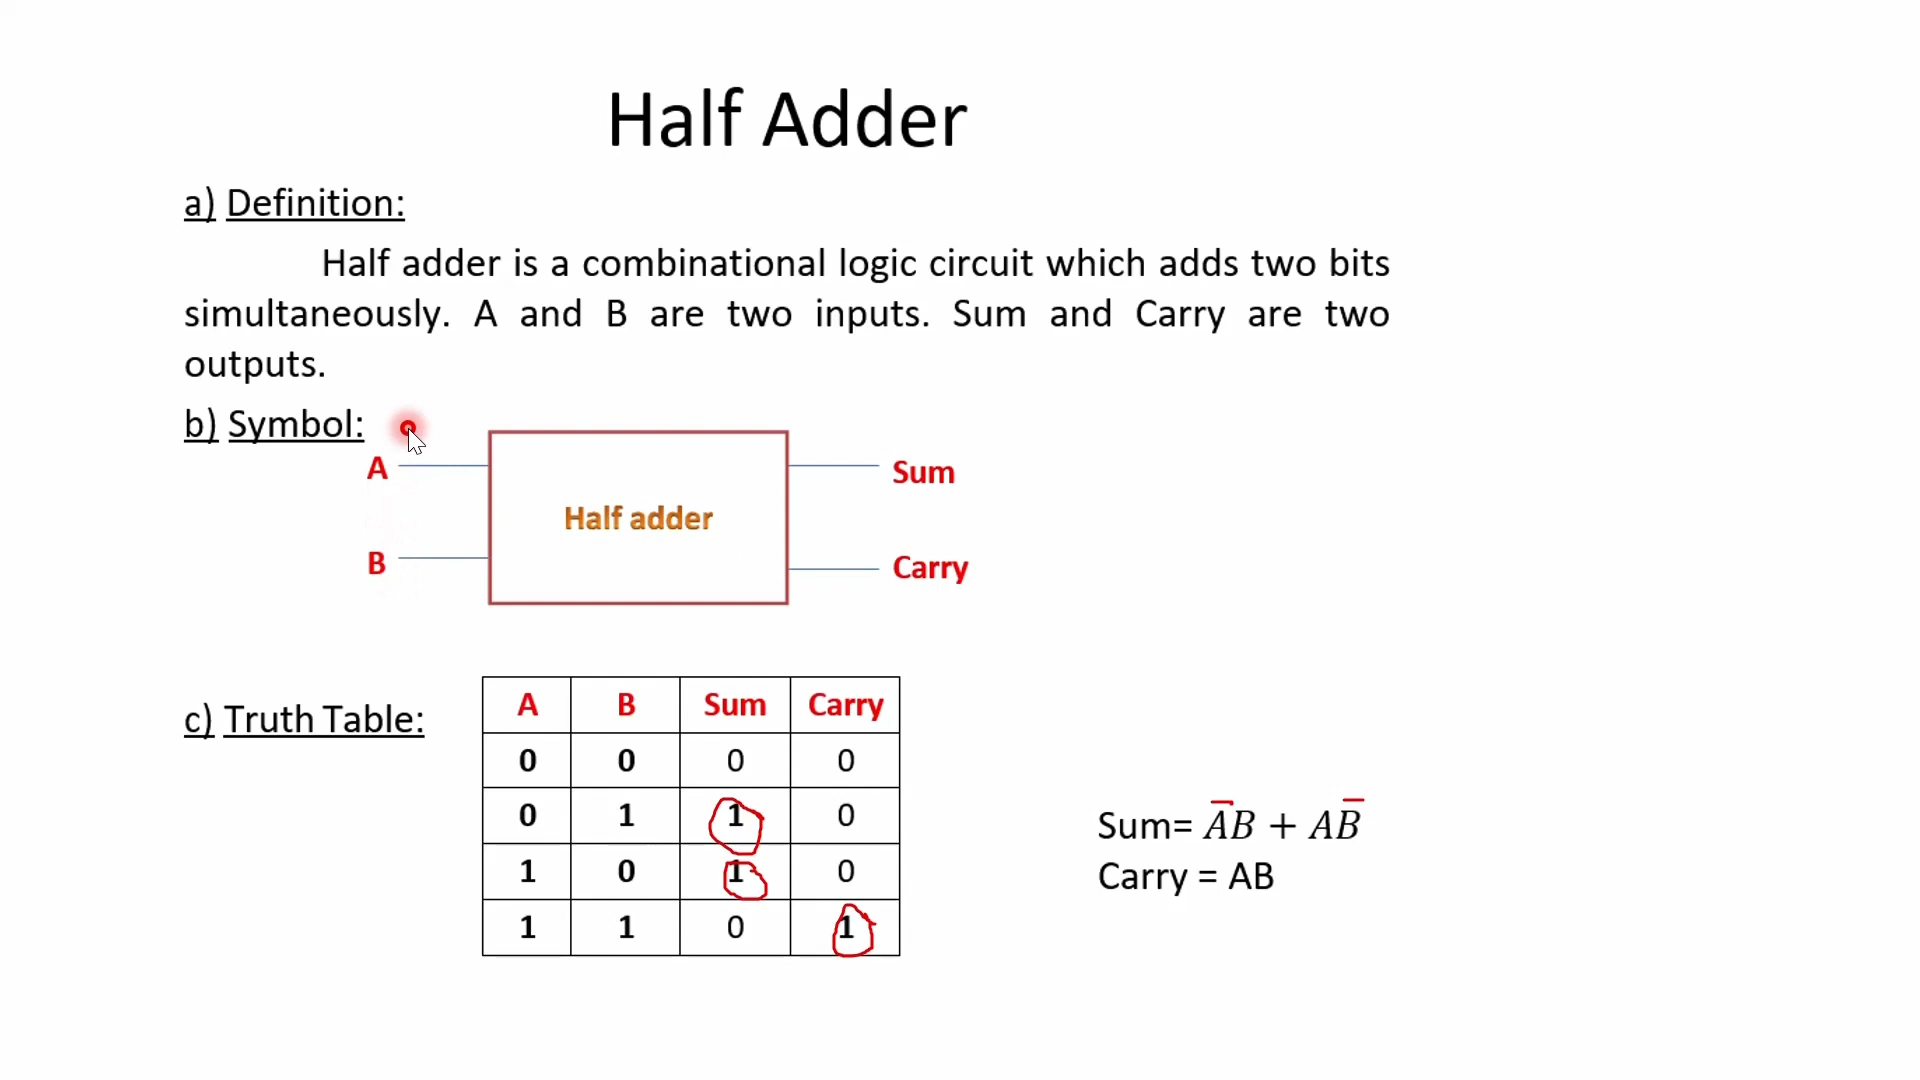 Half Adder
a) Definition:
Half adder is a combinational logic circuit which adds two bits
simultaneously. A and B are two inputs. Sum and Carry are two
outputs.
b) Symbol:
A
Sum
Half adder
B
Carry
c) Truth Table:
A B Sum Carry
0 0 0 0
0 1 1 0
1 0 1 0
1 1 0 1
Sum= A̅B + AB̅
Carry = AB